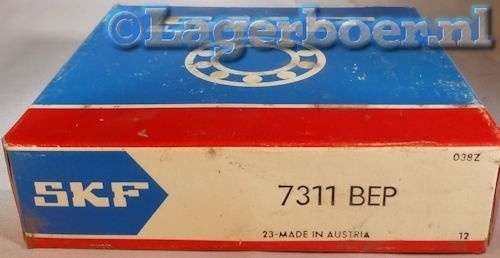 ©Lagerboer.nl
038Z
SKF
7311 BEP
23-MADE IN AUSTRIA
12